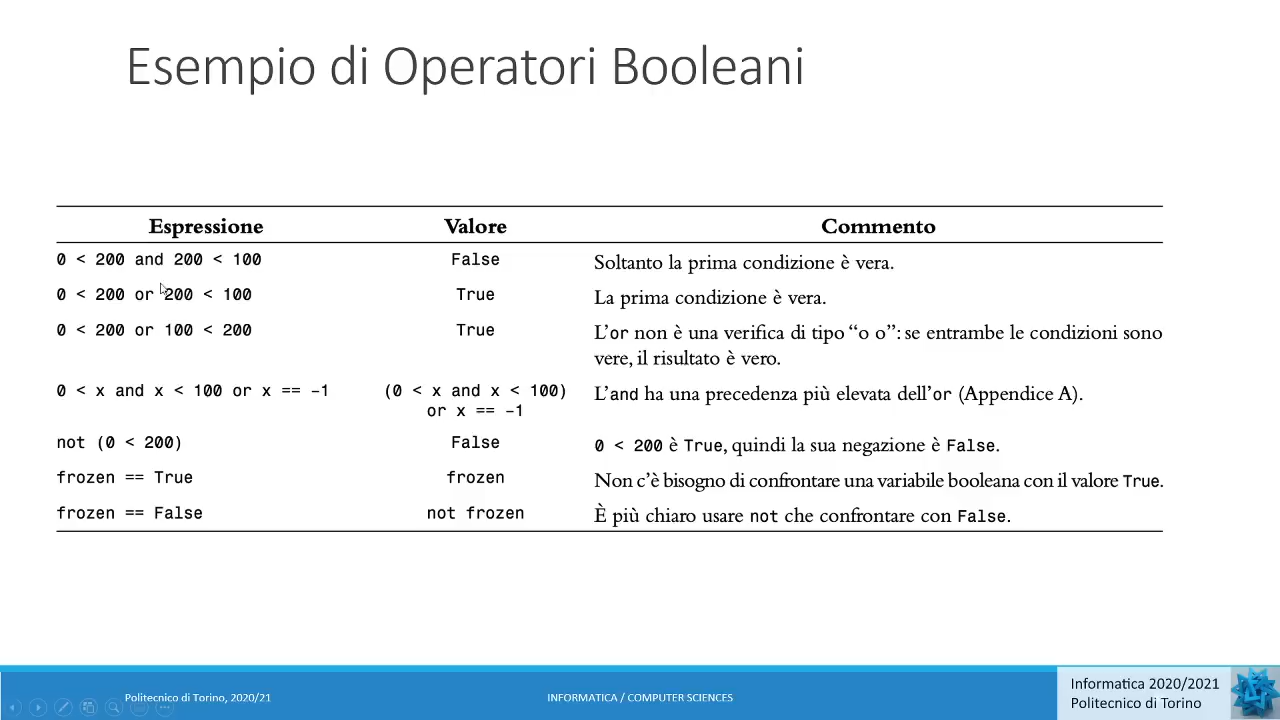 Esempio di Operatori Booleani
Espressione Valore Commento
0 < 200 and 200 < 100 False Soltanto la prima condizione è vera.
0 < 200 or 200 < 100 True La prima condizione è vera.
0 < 200 or 100 < 200 True L’or non è una verifica di tipo “o o”: se entrambe le condizioni sono
vere, il risultato è vero.
0 < x and x < 100 or x == -1 (0 < x and x < 100) L’and ha una precedenza più elevata dell’or (Appendice A).
or x == -1
not (0 < 200) False 0 < 200 è True, quindi la sua negazione è False.
frozen == True frozen Non c’è bisogno di confrontare una variabile booleana con il valore True.
frozen == False not frozen È più chiaro usare not che confrontare con False.
Politecnico di Torino, 2020/21 INFORMATICA / COMPUTER SCIENCES Informatica 2020/2021
Politecnico di Torino